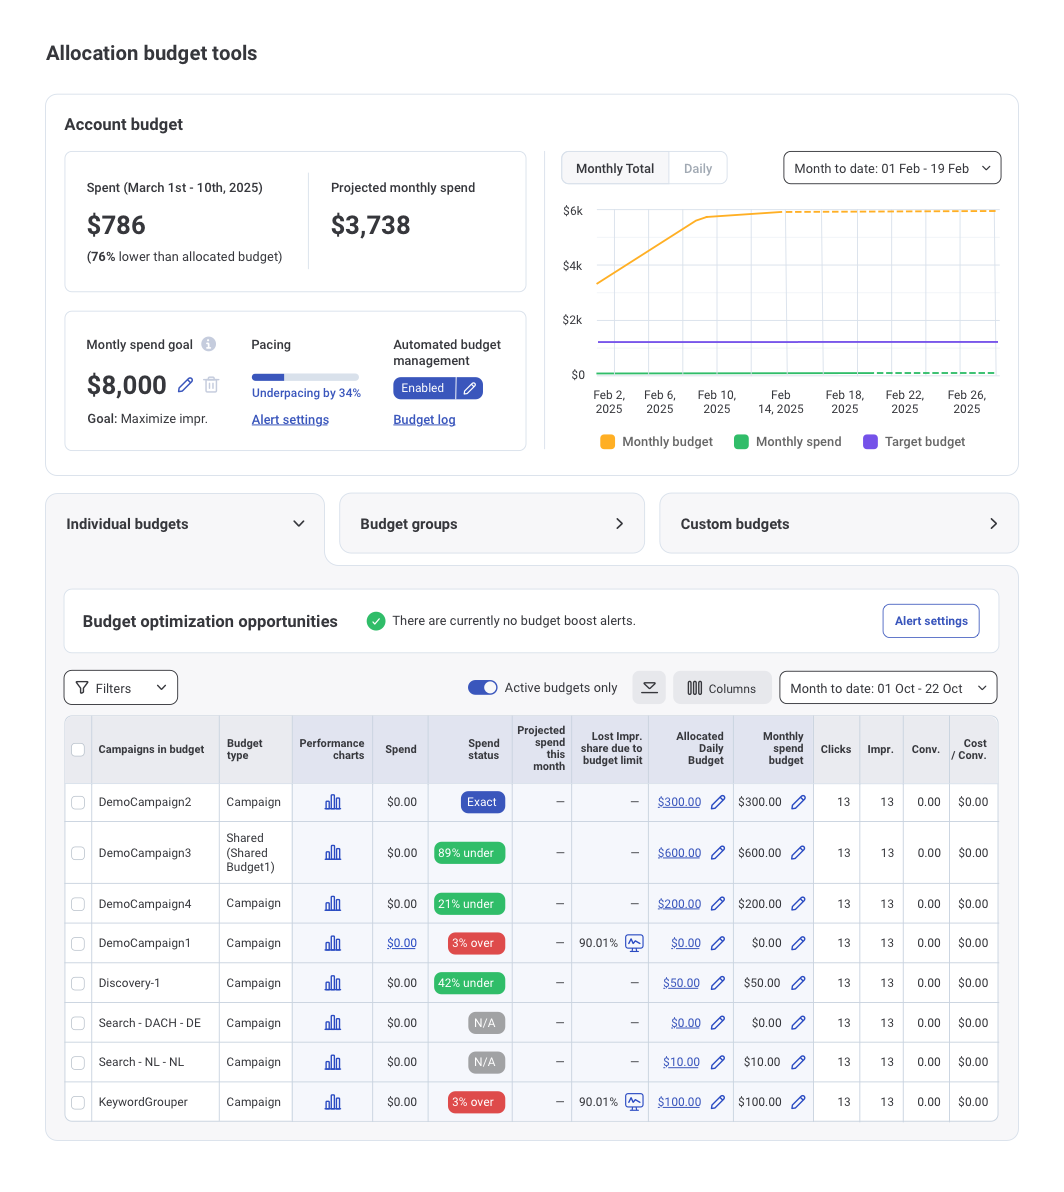 Allocation budget tools
Account budget
Spent (March 1st - 10th, 2025)
$786
(76% lower than allocated budget)
Projected monthly spend
$3,738
Montly spend goal
$8,000
Goal: Maximize impr.
Pacing
Underpacing by 34%
Alert settings
Automated budget
management
Enabled
Budget log
Monthly Total
Daily
Month to date: 01 Feb - 19 Feb
$6k
$4k
$2k
$0
Feb 2,
2025
Feb 6,
2025
Feb 10,
2025
Feb
14, 2025
Feb 18,
2025
Feb 22,
2025
Feb 26,
2025
Monthly budget
Monthly spend
Target budget
Individual budgets
Budget groups
Custom budgets
Budget optimization opportunities
There are currently no budget boost alerts.
Alert settings
Filters
Active budgets only
Columns
Month to date: 01 Oct - 22 Oct
Campaigns in budget
Budget
type
Performance
charts
Spend
Spend
status
Projected
spend
this
month
Lost Impr.
share due to
budget limit
Allocated
Daily
Budget
Monthly
spend
budget
Clicks
Impr.
Conv.
Cost
/ Conv.
DemoCampaign2 Campaign $0.00 Exact – – $300.00 $300.00 13 13 0.00 $0.00
DemoCampaign3
Shared
(Shared
Budget1)
$0.00 89% under – – $600.00 $600.00 13 13 0.00 $0.00
DemoCampaign4 Campaign $0.00 21% under – – $200.00 $200.00 13 13 0.00 $0.00
DemoCampaign1 Campaign $0.00 3% over – 90.01% $0.00 $0.00 13 13 0.00 $0.00
Discovery-1 Campaign $0.00 42% under – – $50.00 $50.00 13 13 0.00 $0.00
Search - DACH - DE Campaign $0.00 N/A – – $0.00 $0.00 13 13 0.00 $0.00
Search - NL - NL Campaign $0.00 N/A – – $10.00 $10.00 13 13 0.00 $0.00
KeywordGrouper Campaign $0.00 3% over – 90.01% $100.00 $100.00 13 13 0.00 $0.00